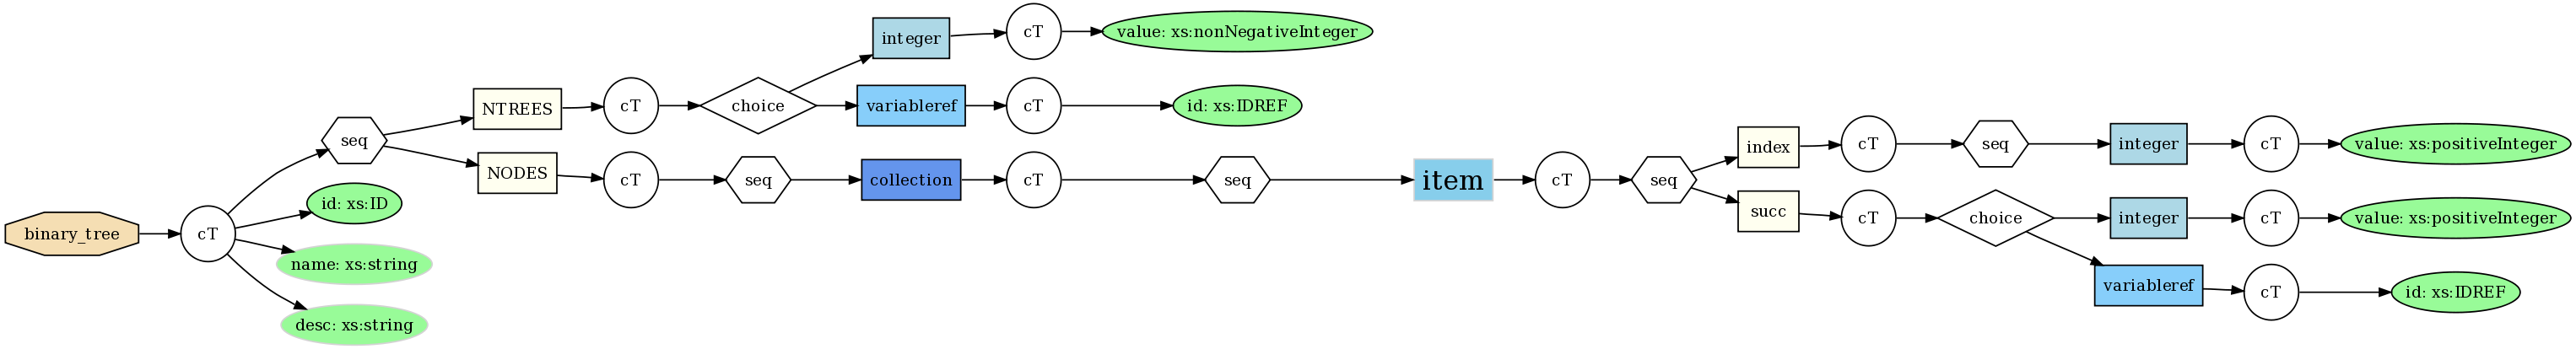 binary_tree
cT
seq
id: xs:ID
name: xs:string
desc: xs:string
NTREES
cT
choice
integer
cT
value: xs:nonNegativeInteger
variableref
cT
id: xs:IDREF
NODES
cT
seq
collection
cT
seq
item
cT
seq
index
cT
seq
integer
cT
value: xs:positiveInteger
succ
cT
choice
integer
cT
value: xs:positiveInteger
variableref
cT
id: xs:IDREF